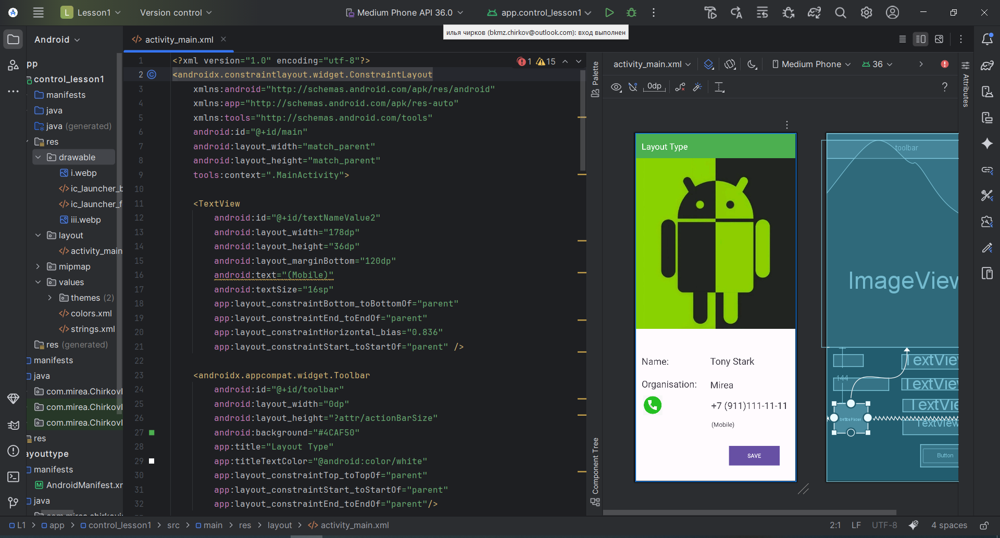 L Lesson1
Version control
Medium Phone API 36.0
app.control_lesson1
илья чирков (bkmz.chirkov@outlook.com): вход выполнен
Android
activity_main.xml
pp
control_lesson1
manifests
java
java (generated)
res
drawable
i.webp
ic_launcher_b
ic_launcher_f
iii.webp
layout
activity_main
mipmap
values
themes (2)
colors.xml
strings.xml
res (generated)
manifests
java
com.mirea.Chirkovl
com.mirea.Chirkovl
com.mirea.Chirkovl
res
ayouttype
manifests
AndroidManifest.xm
java
1 <?xml version="1.0" encoding="utf-8"?>
2 <androidx.constraintlayout.widget.ConstraintLayout
3 xmlns:android="http://schemas.android.com/apk/res/android"
4 xmlns:app="http://schemas.android.com/apk/res-auto"
5 xmlns:tools="http://schemas.android.com/tools"
6 android:id="@+id/main"
7 android:layout_width="match_parent"
8 android:layout_height="match_parent"
9 tools:context=".MainActivity">
10
11 <TextView
12 android:id="@+id/textNameValue2"
13 android:layout_width="178dp"
14 android:layout_height="36dp"
15 android:layout_marginBottom="120dp"
16 android:text="(Mobile)"
17 android:textSize="16sp"
18 app:layout_constraintBottom_toBottomOf="parent"
19 app:layout_constraintEnd_toEndOf="parent"
20 app:layout_constraintHorizontal_bias="0.836"
21 app:layout_constraintStart_toStartOf="parent" />
22
23 <androidx.appcompat.widget.Toolbar
24 android:id="@+id/toolbar"
25 android:layout_width="0dp"
26 android:layout_height="?attr/actionBarSize"
27 android:background="#4CAF50"
28 app:title="Layout Type"
29 app:titleTextColor="@android:color/white"
30 app:layout_constraintTop_toTopOf="parent"
31 app:layout_constraintStart_toStartOf="parent"
32 app:layout_constraintEnd_toEndOf="parent"/>
1 15
Palette
Component Tree
activity_main.xml
Medium Phone
36
0dp
?
Attributes
Layout Type
Name: Tony Stark
Organisation: Mirea
+7 (911)111-11-11
(Mobile)
SAVE
toolbar
ImageView
TextView
144
TextView
TextVie
buttonPhone
TextView
Button
L1 > app > control_lesson1 > src > main > res > layout > activity_main.xml
2:1 LF UTF-8 4 spaces